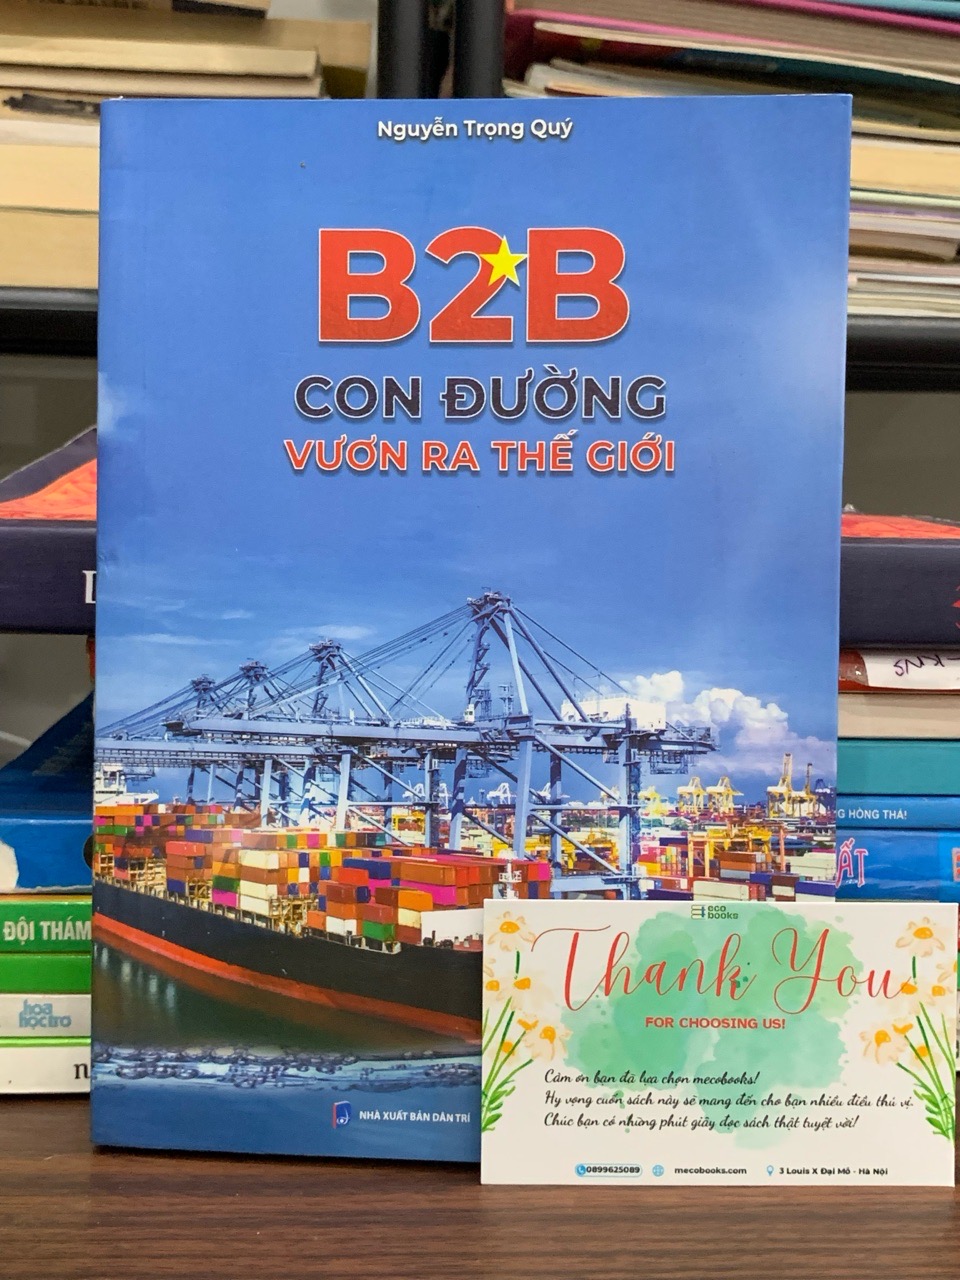 Nguyễn Trọng Quý
B2B
CON ĐƯỜNG
VƯƠN RA THẾ GIỚI
KNS
G HỒNG THÁ!
ẤT
ĐỘI THÁM
hoa
học trò
n
NHÀ XUẤT BẢN DÂN TRÍ
eco
books
Thank You
FOR CHOOSING US!
Cảm ơn bạn đã lựa chọn mecobooks!
Hy vọng cuốn sách này sẽ mang đến cho bạn nhiều điều thú vị.
Chúc bạn có những phút giây đọc sách thật tuyệt vời!
0899625089
mecobooks.com
3 Louis X Đại Mỗ - Hà Nội